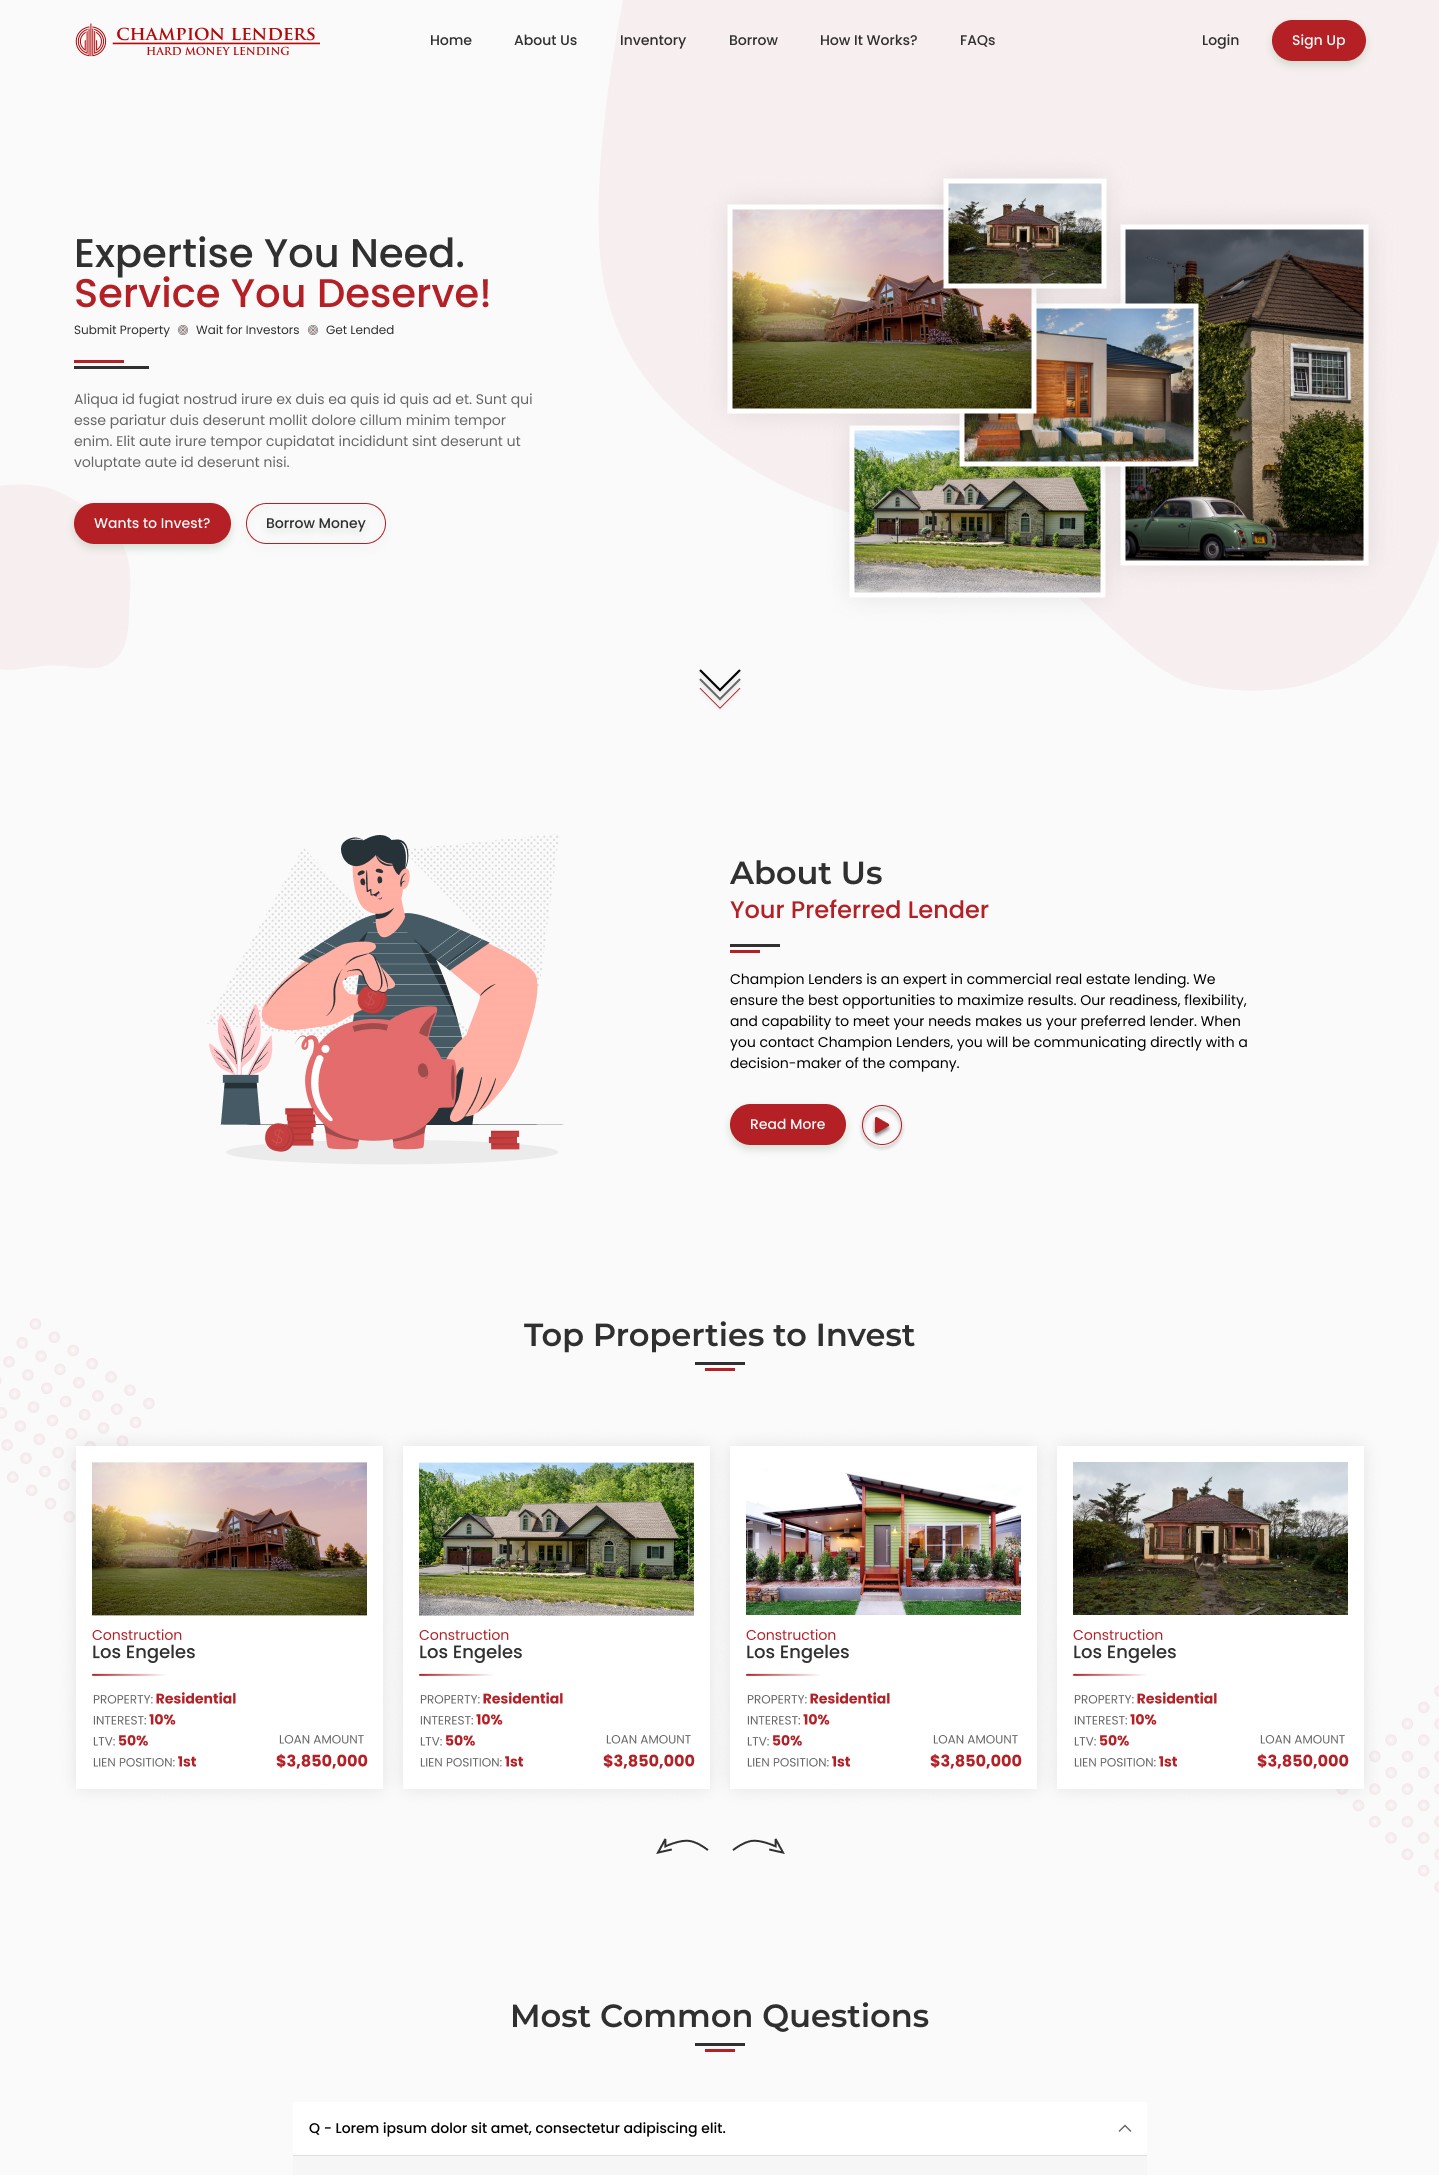 CHAMPION LENDERS
HARD MONEY LENDING
Home
About Us
Inventory
Borrow
How It Works?
FAQs
Login
Sign Up
Expertise You Need.
Service You Deserve!
Submit Property
Wait for Investors
Get Lended
Aliqua id fugiat nostrud irure ex duis ea quis id quis ad et. Sunt qui
esse pariatur duis deserunt mollit dolore cillum minim tempor
enim. Elit aute irure tempor cupidatat incididunt sint deserunt ut
voluptate aute id deserunt nisi.
Wants to Invest?
Borrow Money
About Us
Your Preferred Lender
Champion Lenders is an expert in commercial real estate lending. We
ensure the best opportunities to maximize results. Our readiness, flexibility,
and capability to meet your needs makes us your preferred lender. When
you contact Champion Lenders, you will be communicating directly with a
decision-maker of the company.
Read More
Top Properties to Invest
Construction
Los Engeles
PROPERTY: Residential
INTEREST: 10%
LTV: 50%
LIEN POSITION: 1st
LOAN AMOUNT
$3,850,000
Construction
Los Engeles
PROPERTY: Residential
INTEREST: 10%
LTV: 50%
LIEN POSITION: 1st
LOAN AMOUNT
$3,850,000
Construction
Los Engeles
PROPERTY: Residential
INTEREST: 10%
LTV: 50%
LIEN POSITION: 1st
LOAN AMOUNT
$3,850,000
Construction
Los Engeles
PROPERTY: Residential
INTEREST: 10%
LTV: 50%
LIEN POSITION: 1st
LOAN AMOUNT
$3,850,000
Most Common Questions
Q - Lorem ipsum dolor sit amet, consectetur adipiscing elit.